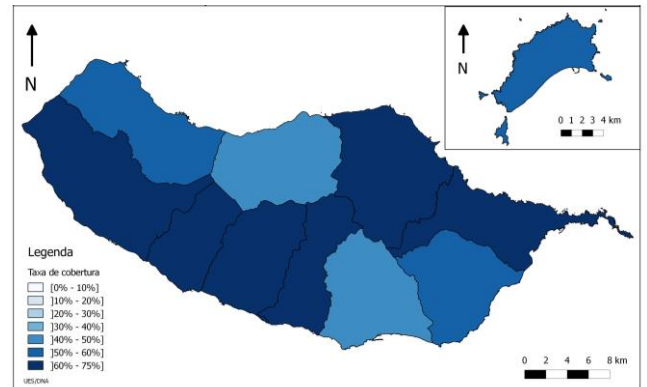 N
N
0 1 2 3 4 km
Legenda
Taxa de cobertura
[0% - 10%]
]10% - 20%]
]20% - 30%]
]30% - 40%]
]40% - 50%]
]50% - 60%]
]60% - 75%]
UES/DNA
0 2 4 6 8 km